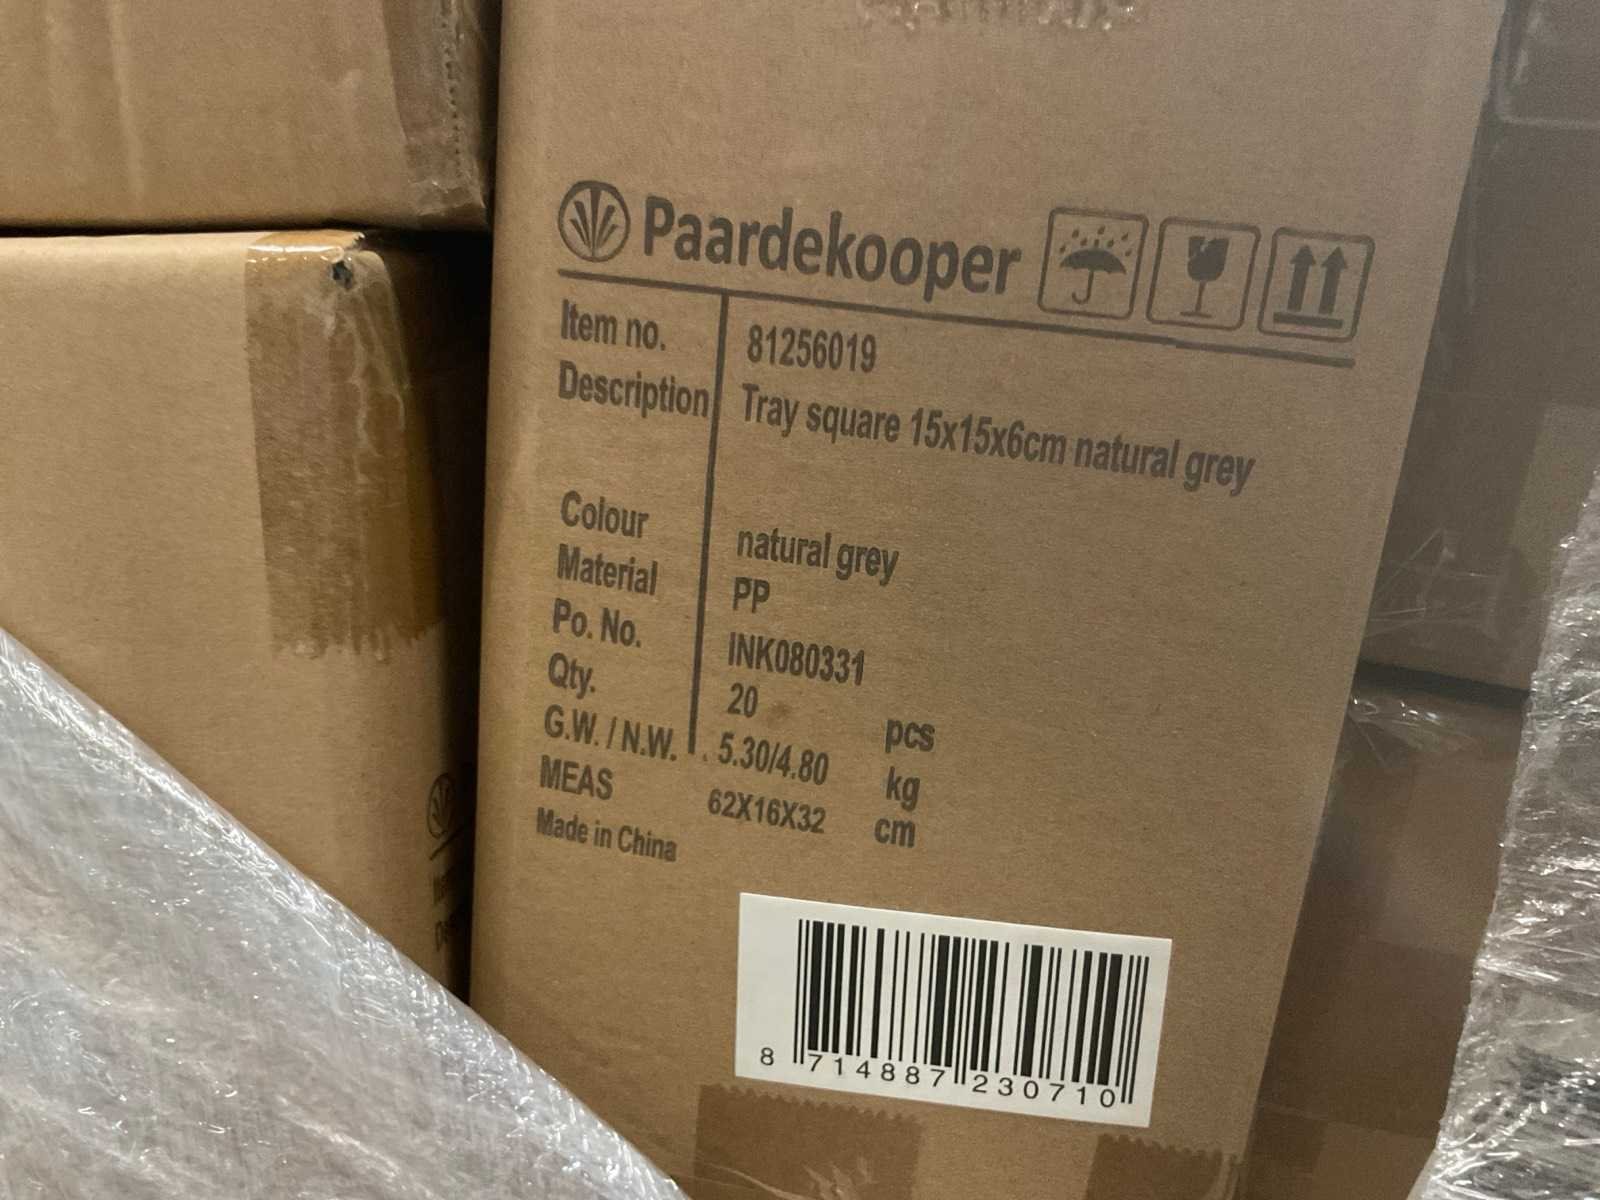 Paardekooper
Item no. 81256019
Description Tray square 15x15x6cm natural grey
Colour natural grey
Material PP
Po. No. INK080331
Qty. 20 pcs
G.W. / N.W. 5.30/4.80 kg
MEAS 62X16X32 cm
Made in China
8 714887 230710